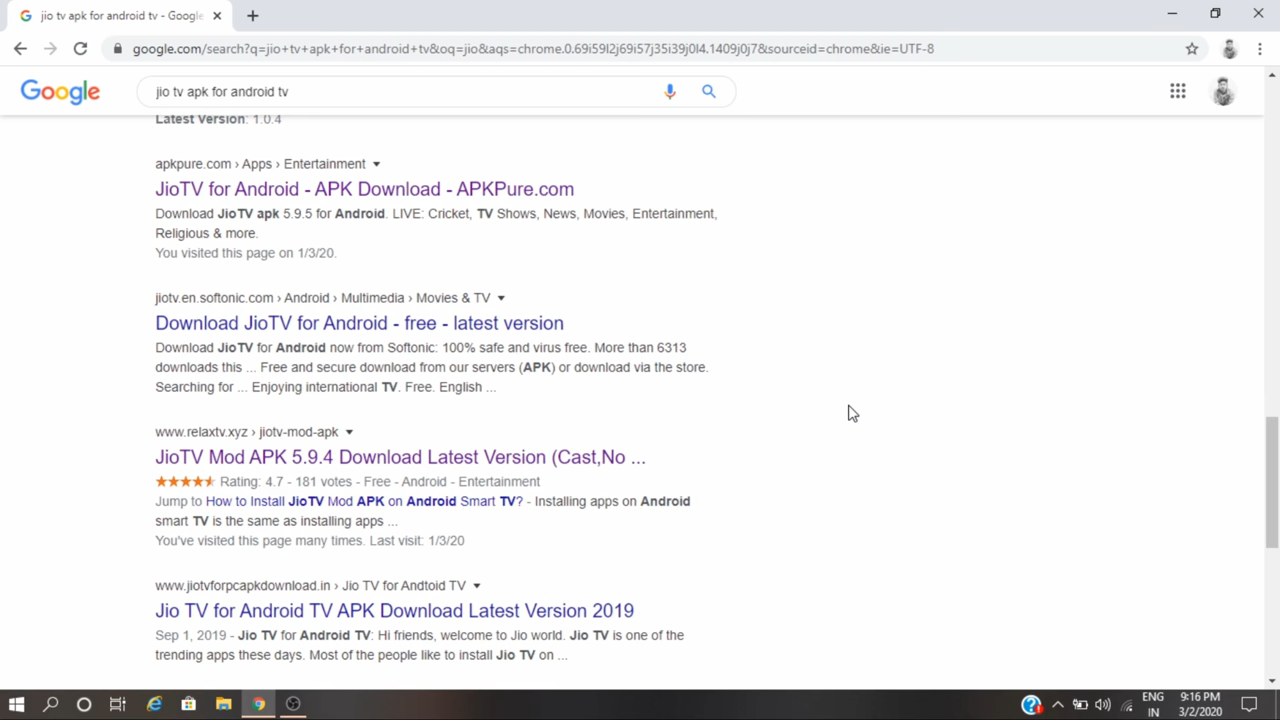 jio tv apk for android tv - Google
google.com/search?q=jio+tv+apk+for+android+tv&oq=jio&aqs=chrome.0.69i59l2j69i57j35i39j0l4.1409j0j7&sourceid=chrome&ie=UTF-8
Google
jio tv apk for android tv
Latest Version: 1.0.4
apkpure.com › Apps › Entertainment
JioTV for Android - APK Download - APKPure.com
Download JioTV apk 5.9.5 for Android. LIVE: Cricket, TV Shows, News, Movies, Entertainment,
Religious & more.
You visited this page on 1/3/20.
jiotv.en.softonic.com › Android › Multimedia › Movies & TV
Download JioTV for Android - free - latest version
Download JioTV for Android now from Softonic: 100% safe and virus free. More than 6313
downloads this ... Free and secure download from our servers (APK) or download via the store.
Searching for ... Enjoying international TV. Free. English ...
www.relaxtv.xyz › jiotv-mod-apk
JioTV Mod APK 5.9.4 Download Latest Version (Cast,No ...
Rating: 4.7 - 181 votes - Free - Android - Entertainment
Jump to How to Install JioTV Mod APK on Android Smart TV? - Installing apps on Android
smart TV is the same as installing apps ...
You've visited this page many times. Last visit: 1/3/20
www.jiotvforpcapkdownload.in › Jio TV for Andtoid TV
Jio TV for Android TV APK Download Latest Version 2019
Sep 1, 2019 - Jio TV for Android TV: Hi friends, welcome to Jio world. Jio TV is one of the
trending apps these days. Most of the people like to install Jio TV on ...
ENG
IN
9:16 PM
3/2/2020